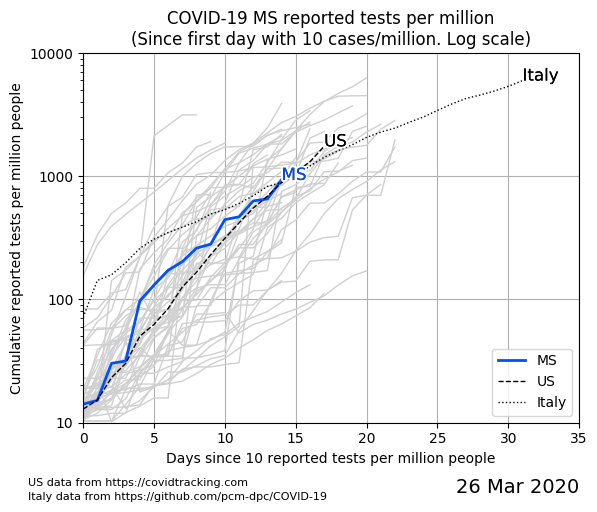 COVID-19 MS reported tests per million
(Since first day with 10 cases/million. Log scale)
Cumulative reported tests per million people
10000
1000
100
10
Italy
US
MS
MS
US
Italy
0
5
10
15
20
25
30
35
Days since 10 reported tests per million people
US data from https://covidtracking.com
Italy data from https://github.com/pcm-dpc/COVID-19
26 Mar 2020